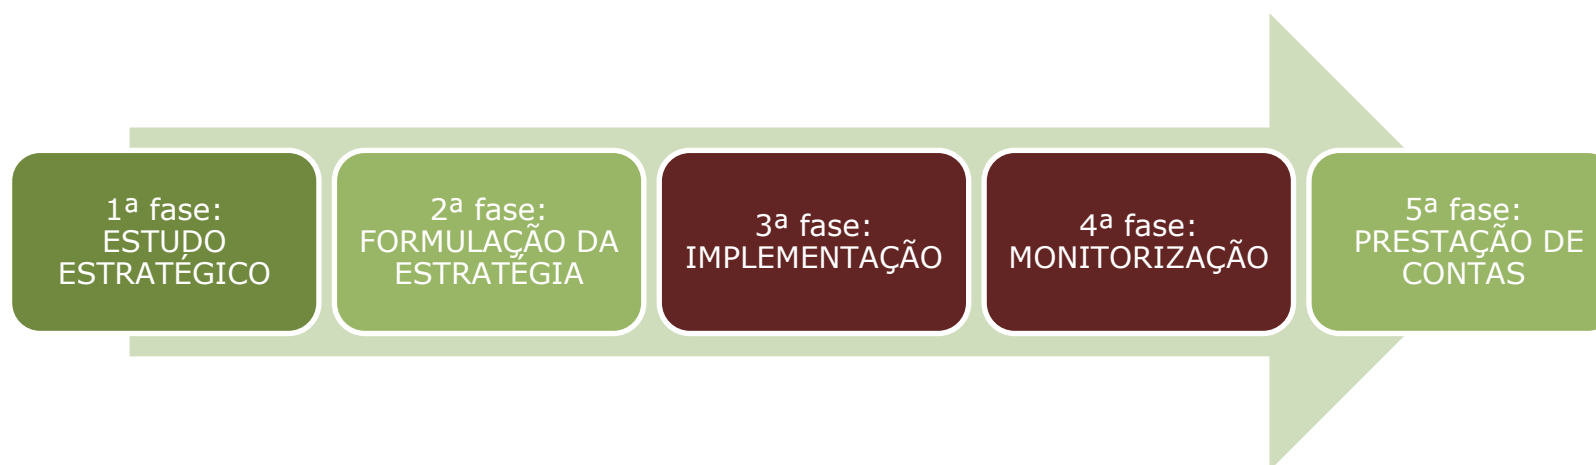 1ª fase:
ESTUDO
ESTRATÉGICO
2ª fase:
FORMULAÇÃO DA
ESTRATÉGIA
3ª fase:
IMPLEMENTAÇÃO
4ª fase:
MONITORIZAÇÃO
5ª fase:
PRESTAÇÃO DE
CONTAS